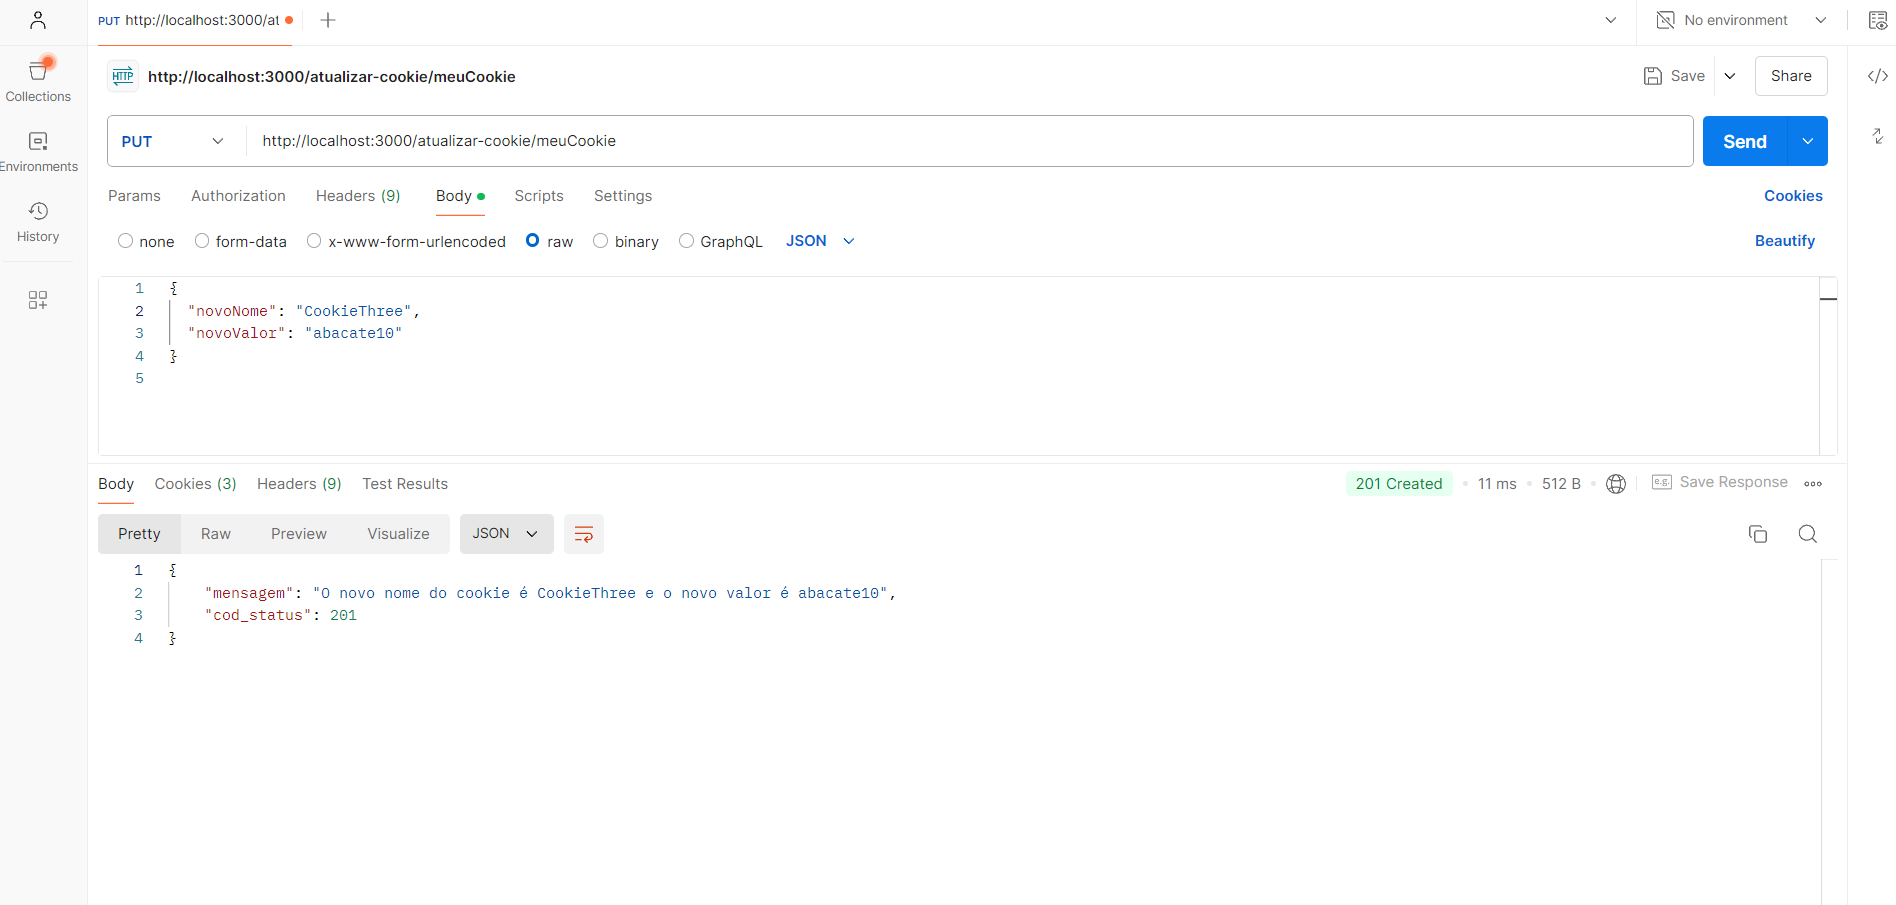 PUT http://localhost:3000/at
No environment
Collections
Environments
History
HTTP http://localhost:3000/atualizar-cookie/meuCookie
Save
Share
PUT http://localhost:3000/atualizar-cookie/meuCookie
Send
Params Authorization Headers (9) Body Scripts Settings Cookies
none form-data x-www-form-urlencoded raw binary GraphQL JSON Beautify
1 {
2 "novoNome": "CookieThree",
3 "novoValor": "abacate10"
4 }
5
Body Cookies (3) Headers (9) Test Results 201 Created 11 ms 512 B e.g. Save Response
Pretty Raw Preview Visualize JSON
1 {
2 "mensagem": "O novo nome do cookie é CookieThree e o novo valor é abacate10",
3 "cod_status": 201
4 }